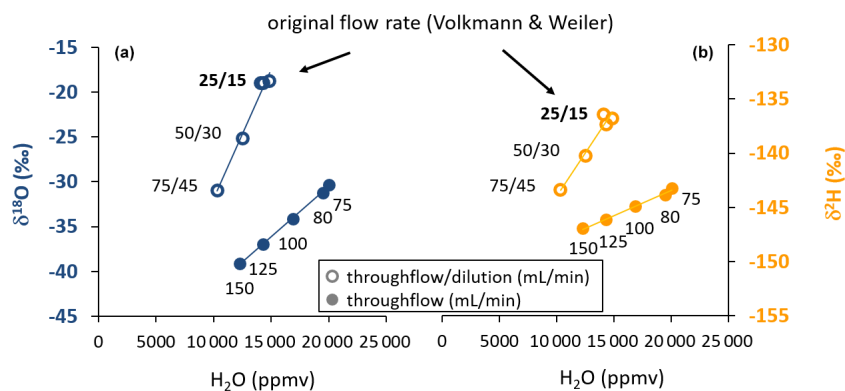 original flow rate (Volkmann & Weiler)
(a)
δ18O (‰)
-15
-20
-25
-30
-35
-40
-45
25/15
50/30
75/45
75
80
100
125
150
0 5000 10 000 15 000 20 000 25 000
H2O (ppmv)
(b)
25/15
50/30
75/45
75
80
100
125
150
throughflow/dilution (mL/min)
throughflow (mL/min)
0 5000 10 000 15 000 20 000 25 000
H2O (ppmv)
-130
-135
-143
-145
-150
-155
δ2H (‰)